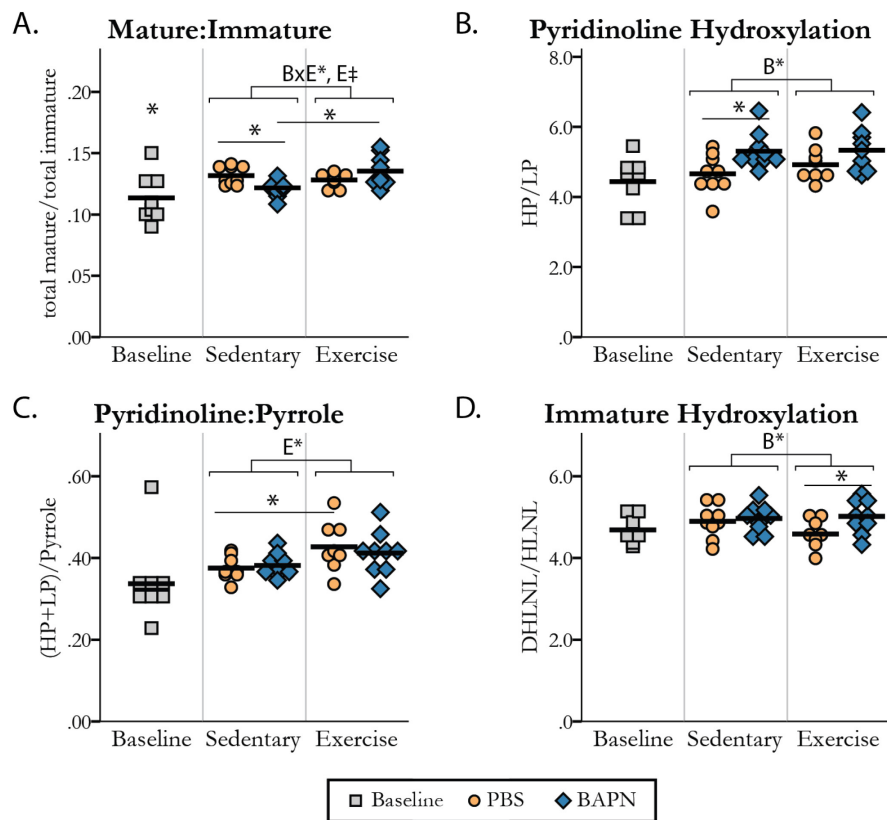 A. Mature:Immature
total mature/total immature
.20
.15
.10
.05
.00
*
BxE*, E‡
*
*
Baseline Sedentary Exercise
B. Pyridinoline Hydroxylation
HP/LP
8.0
6.0
4.0
2.0
.0
B*
*
Baseline Sedentary Exercise
C. Pyridinoline:Pyrrole
(HP+LP)/Pyrrole
.60
.40
.20
.00
E*
*
Baseline Sedentary Exercise
D. Immature Hydroxylation
DHLNL/HLNL
6.0
4.0
2.0
.0
B*
*
Baseline Sedentary Exercise
Baseline PBS BAPN